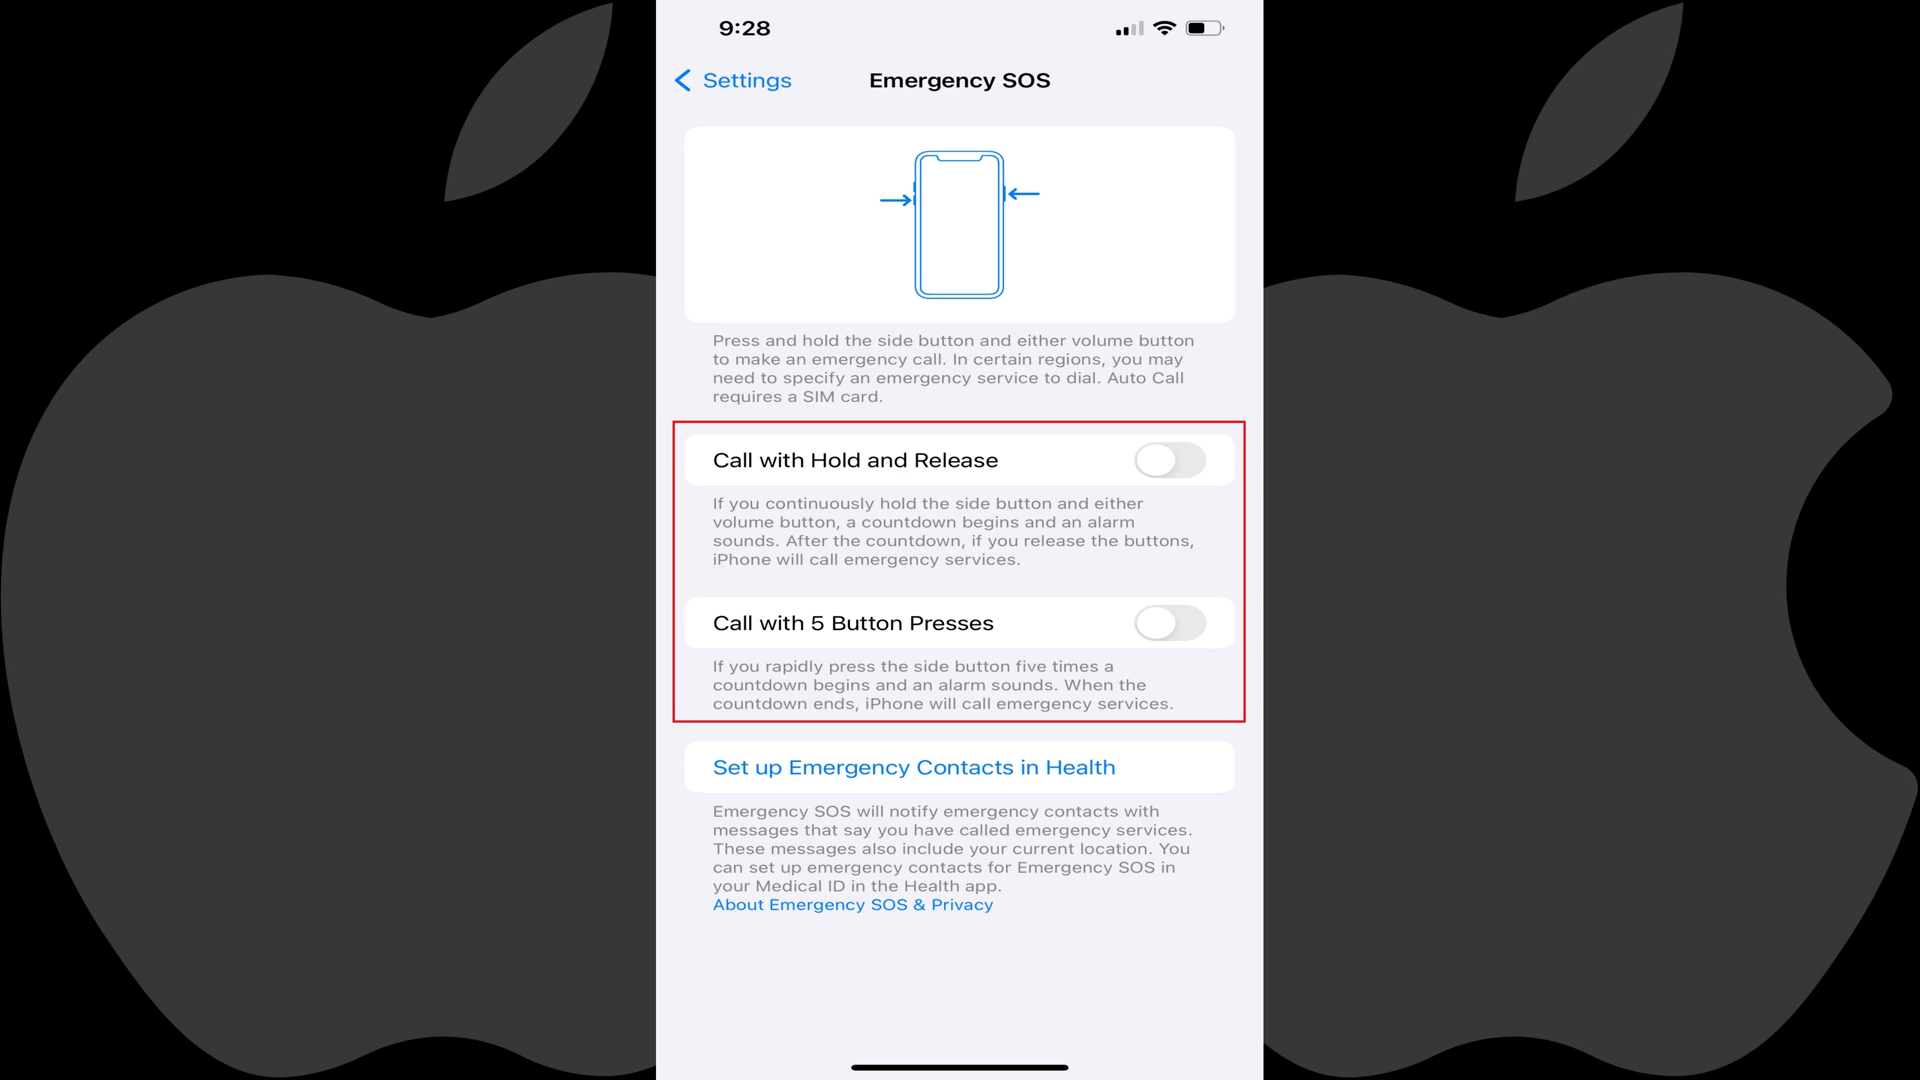 9:28
Settings
Emergency SOS
Press and hold the side button and either volume button
to make an emergency call. In certain regions, you may
need to specify an emergency service to dial. Auto Call
requires a SIM card.
Call with Hold and Release
If you continuously hold the side button and either
volume button, a countdown begins and an alarm
sounds. After the countdown, if you release the buttons,
iPhone will call emergency services.
Call with 5 Button Presses
If you rapidly press the side button five times a
countdown begins and an alarm sounds. When the
countdown ends, iPhone will call emergency services.
Set up Emergency Contacts in Health
Emergency SOS will notify emergency contacts with
messages that say you have called emergency services.
These messages also include your current location. You
can set up emergency contacts for Emergency SOS in
your Medical ID in the Health app.
About Emergency SOS & Privacy